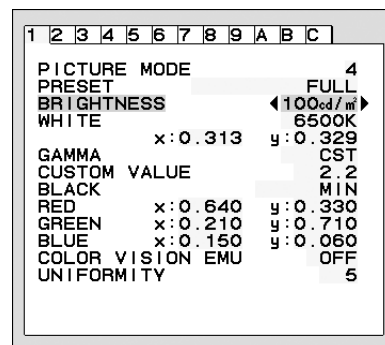 1 2 3 4 5 6 7 8 9 A B C
PICTURE MODE 4
PRESET FULL
BRIGHTNESS ◀100cd/㎡▶
WHITE 6500K
x:0.313 y:0.329
GAMMA CST
CUSTOM VALUE 2.2
BLACK MIN
RED x:0.640 y:0.330
GREEN x:0.210 y:0.710
BLUE x:0.150 y:0.060
COLOR VISION EMU OFF
UNIFORMITY 5